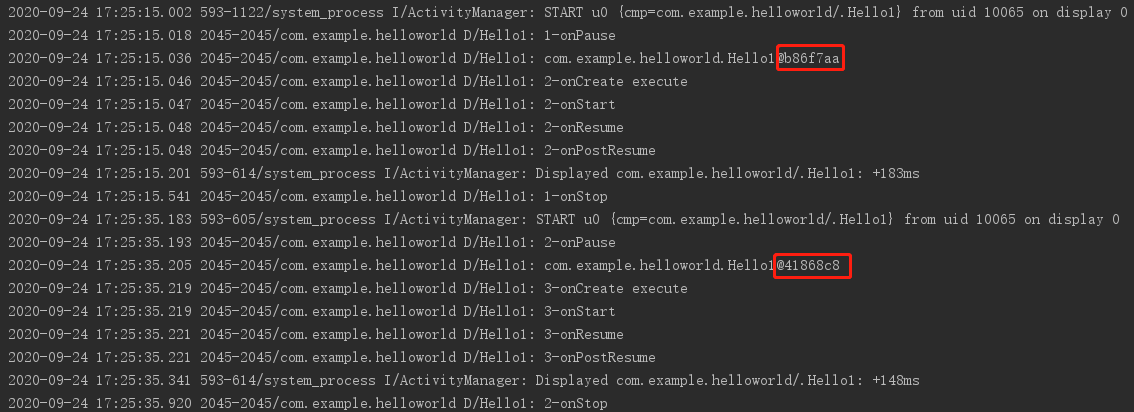 2020-09-24 17:25:15.002 593-1122/system_process I/ActivityManager: START u0 {cmp=com.example.helloworld/.Hello1} from uid 10065 on display 0
2020-09-24 17:25:15.018 2045-2045/com.example.helloworld D/Hello1: 1-onPause
2020-09-24 17:25:15.036 2045-2045/com.example.helloworld D/Hello1: com.example.helloworld.Hello1@b86f7aa
2020-09-24 17:25:15.046 2045-2045/com.example.helloworld D/Hello1: 2-onCreate execute
2020-09-24 17:25:15.047 2045-2045/com.example.helloworld D/Hello1: 2-onStart
2020-09-24 17:25:15.048 2045-2045/com.example.helloworld D/Hello1: 2-onResume
2020-09-24 17:25:15.048 2045-2045/com.example.helloworld D/Hello1: 2-onPostResume
2020-09-24 17:25:15.201 593-614/system_process I/ActivityManager: Displayed com.example.helloworld/.Hello1: +183ms
2020-09-24 17:25:15.541 2045-2045/com.example.helloworld D/Hello1: 1-onStop
2020-09-24 17:25:35.183 593-605/system_process I/ActivityManager: START u0 {cmp=com.example.helloworld/.Hello1} from uid 10065 on display 0
2020-09-24 17:25:35.193 2045-2045/com.example.helloworld D/Hello1: 2-onPause
2020-09-24 17:25:35.205 2045-2045/com.example.helloworld D/Hello1: com.example.helloworld.Hello1@41868c8
2020-09-24 17:25:35.219 2045-2045/com.example.helloworld D/Hello1: 3-onCreate execute
2020-09-24 17:25:35.219 2045-2045/com.example.helloworld D/Hello1: 3-onStart
2020-09-24 17:25:35.221 2045-2045/com.example.helloworld D/Hello1: 3-onResume
2020-09-24 17:25:35.221 2045-2045/com.example.helloworld D/Hello1: 3-onPostResume
2020-09-24 17:25:35.341 593-614/system_process I/ActivityManager: Displayed com.example.helloworld/.Hello1: +148ms
2020-09-24 17:25:35.920 2045-2045/com.example.helloworld D/Hello1: 2-onStop